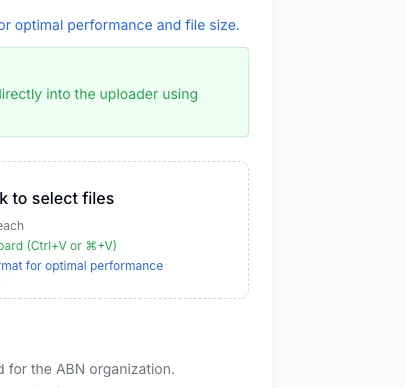 or optimal performance and file size.
directly into the uploader using
k to select files
each
oard (Ctrl+V or ⌘+V)
rmat for optimal performance
d for the ABN organization.